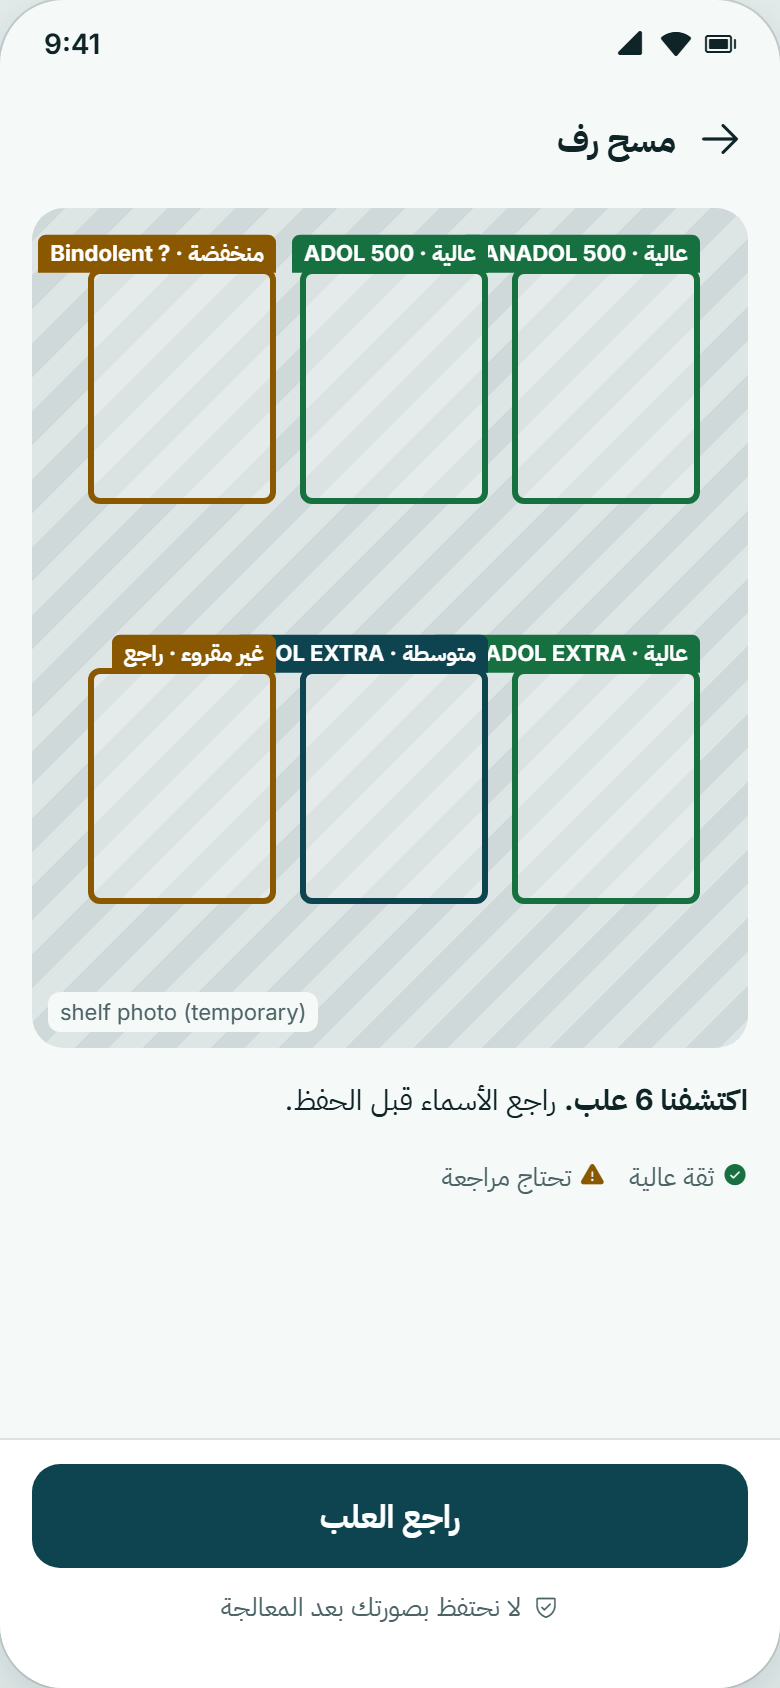 9:41
مسح رف
عالية · ANADOL 500
عالية · ADOL 500
منخفضة · ? Bindolent
عالية · ADOL EXTRA
متوسطة · OL EXTRA
غير مقروء · راجع
shelf photo (temporary)
اكتشفنا 6 علب. راجع الأسماء قبل الحفظ.
ثقة عالية
تحتاج مراجعة
راجع العلب
لا نحتفظ بصورتك بعد المعالجة